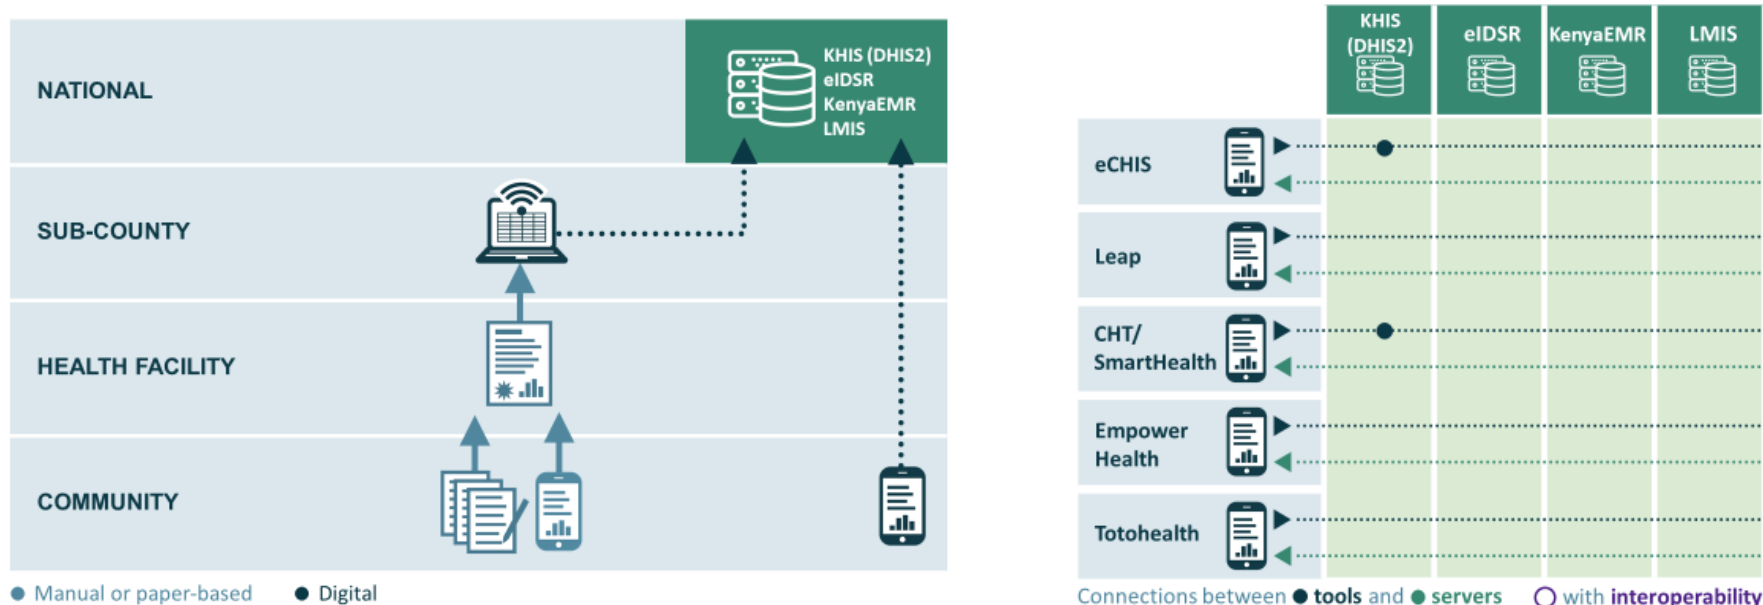 NATIONAL
KHIS (DHIS2)
eIDSR
KenyaEMR
LMIS
SUB-COUNTY
HEALTH FACILITY
COMMUNITY
Manual or paper-based
Digital
KHIS
(DHIS2)
eIDSR
KenyaEMR
LMIS
eCHIS
Leap
CHT/
SmartHealth
Empower
Health
Totohealth
Connections between tools and servers with interoperability